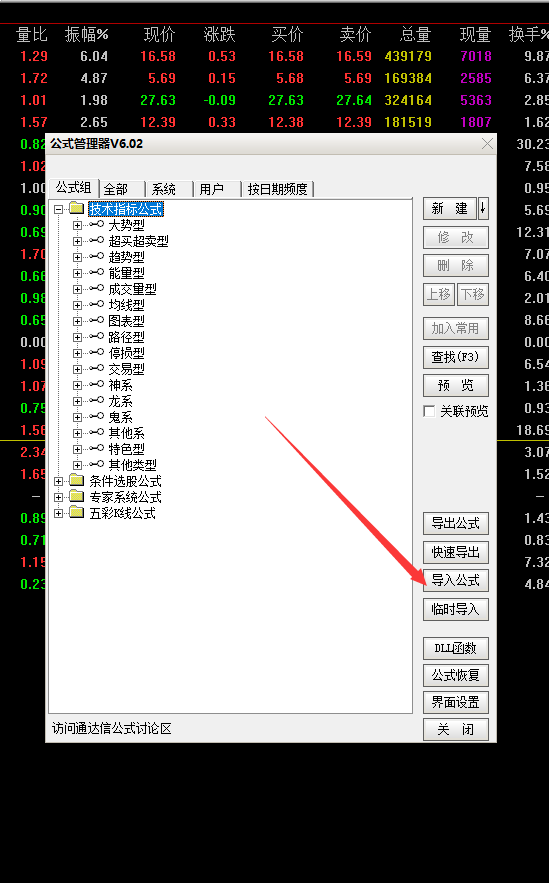 量比 振幅% 现价 涨跌 买价 卖价 总量 现量 换手%
1.29 6.04 16.58 0.53 16.58 16.59 439179 7018 9.87
1.72 4.87 5.69 0.15 5.68 5.69 169384 2585 6.37
1.01 1.98 27.63 -0.09 27.63 27.64 324164 5363 2.85
1.57 2.65 12.39 0.33 12.38 12.39 181519 1807 1.62
公式管理器V6.02
0.82 30.23
1.02 公式组 全部 系统 用户 按日期频度 7.58
1.00 0.95
0.90 技术指标公式 新 建 ↓ 5.69
大势型
0.69 超买超卖型 修 改 12.31
1.70 趋势型 7.07
0.66 能量型 删 除 6.40
0.98 成交量型 上移 下移 2.01
均线型
0.65 图表型 加入常用 8.66
0.00 路径型 0.00
停损型 查找(F3)
1.09 交易型 6.54
1.07 神系 预 览 1.36
0.75 龙系 关联预览 0.93
鬼系
1.56 其他系 18.69
2.34 特色型 3.07
1.65 其他类型 1.52
条件选股公式
– 专家系统公式 –
0.89 五彩K线公式 导出公式 1.43
0.71 快速导出 0.83
1.15 导入公式 7.32
0.23 4.84
临时导入
DLL函数
公式恢复
界面设置
访问通达信公式讨论区 关 闭